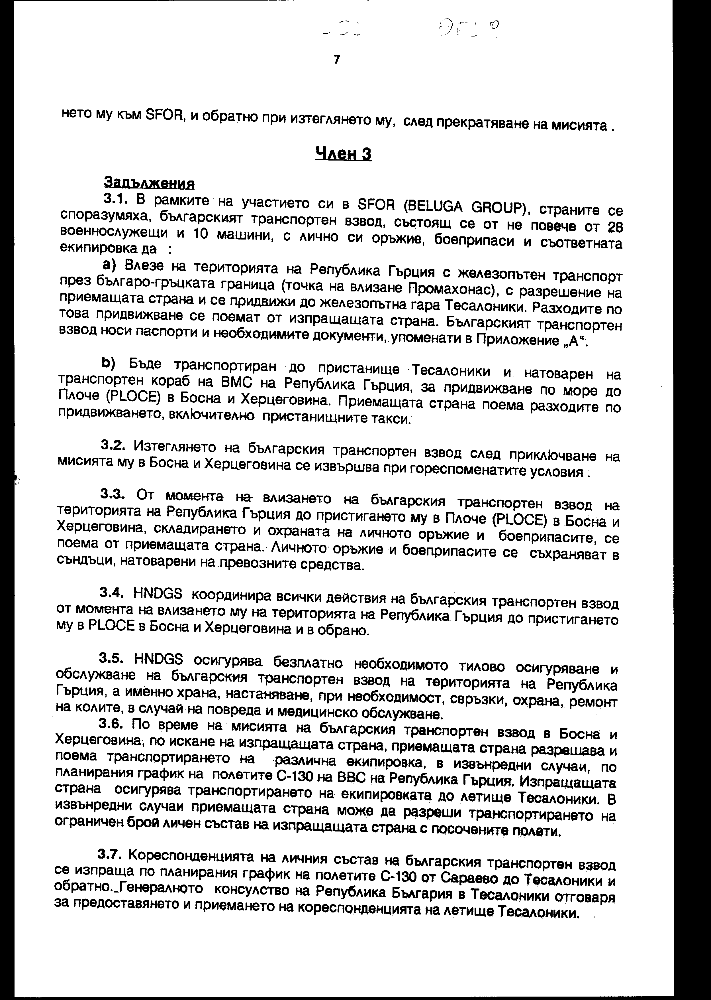 7
нето му към SFOR, и обратно при изтеглянето му, след прекратяване на мисията .
Член 3
Задължения
3.1. В рамките на участието си в SFOR (BELUGA GROUP), страните се
споразумяха, българският транспортен взвод, състоящ се от не повече от 28
военнослужещи и 10 машини, с лично си оръжие, боеприпаси и съответната
екипировка да :
a) Влезе на територията на Република Гърция с железопътен транспорт
през българо-гръцката граница (точка на влизане Промахонас), с разрешение на
приемащата страна и се придвижи до железопътна гара Тесалоники. Разходите по
това придвижване се поемат от изпращащата страна. Българският транспортен
взвод носи паспорти и необходимите документи, упоменати в Приложение „А“.
b) Бъде транспортиран до пристанище Тесалоники и натоварен на
транспортен кораб на ВМС на Република Гърция, за придвижване по море до
Плоче (PLOCE) в Босна и Херцеговина. Приемащата страна поема разходите по
придвижването, включително пристанищните такси.
3.2. Изтеглянето на българския транспортен взвод след приключване на
мисията му в Босна и Херцеговина се извършва при гореспоменатите условия .
3.3. От момента на влизането на българския транспортен взвод на
територията на Република Гърция до пристигането му в Плоче (PLOCE) в Босна и
Херцеговина, складирането и охраната на личното оръжие и боеприпасите, се
поема от приемащата страна. Личното оръжие и боеприпасите се съхраняват в
съндъци, натоварени на превозните средства.
3.4. HNDGS координира всички действия на българския транспортен взвод
от момента на влизането му на територията на Република Гърция до пристигането
му в PLOCE в Босна и Херцеговина и в обрано.
3.5. HNDGS осигурява безплатно необходимото тилово осигуряване и
обслужване на българския транспортен взвод на територията на Република
Гърция, а именно храна, настаняване, при необходимост, свръзки, охрана, ремонт
на колите, в случай на повреда и медицинско обслужване.
3.6. По време на мисията на българския транспортен взвод в Босна и
Херцеговина, по искане на изпращащата страна, приемащата страна разрешава и
поема транспортирането на различна екипировка, в извънредни случаи, по
планирания график на полетите С-130 на ВВС на Република Гърция. Изпращащата
страна осигурява транспортирането на екипировката до летище Тесалоники. В
извънредни случаи приемащата страна може да разреши транспортирането на
ограничен брой личен състав на изпращащата страна с посочените полети.
3.7. Кореспонденцията на личния състав на българския транспортен взвод
се изпраща по планирания график на полетите С-130 от Сараево до Тесалоники и
обратно._Генералното консулство на Република България в Тесалоники отговаря
за предоставянето и приемането на кореспонденцията на летище Тесалоники.